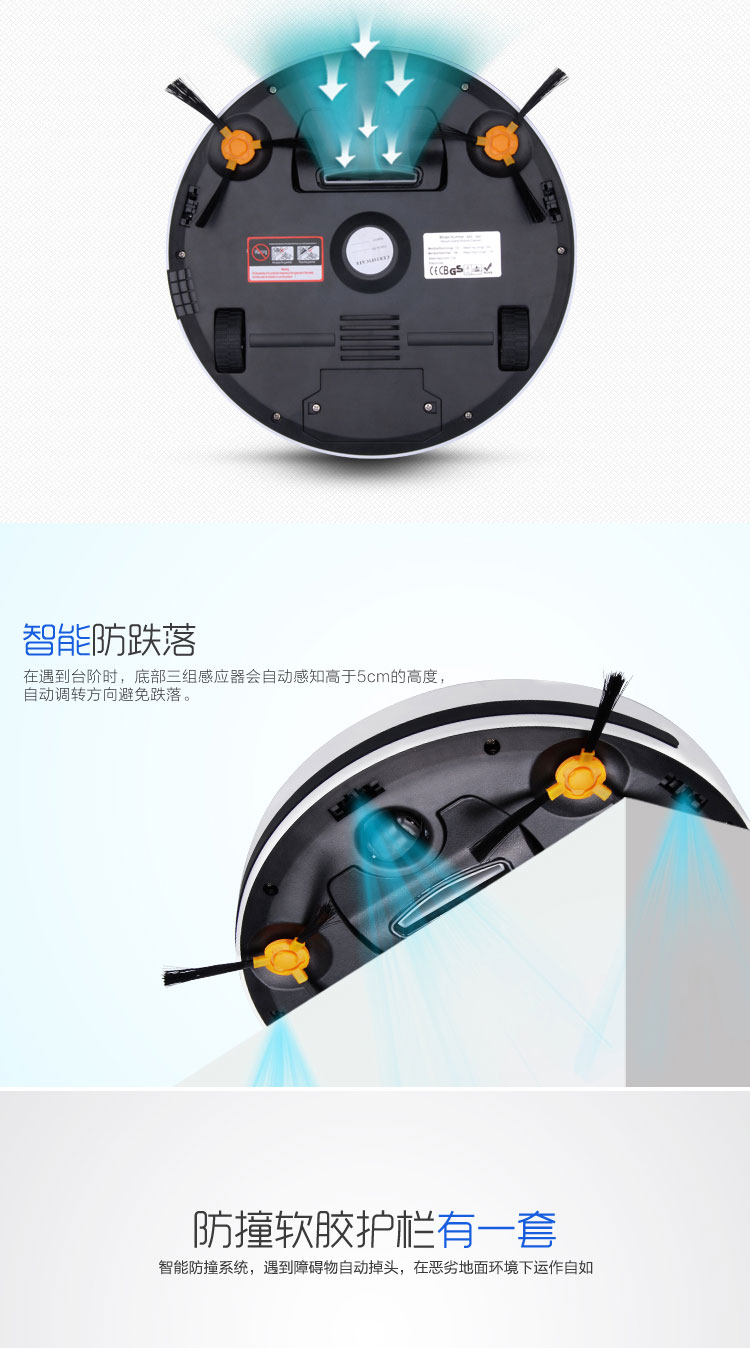 CE CB GS
智能防跌落
在遇到台阶时，底部三组感应器会自动感知高于5cm的高度，
自动调转方向避免跌落。
防撞软胶护栏有一套
智能防撞系统，遇到障碍物自动掉头，在恶劣地面环境下运作自如